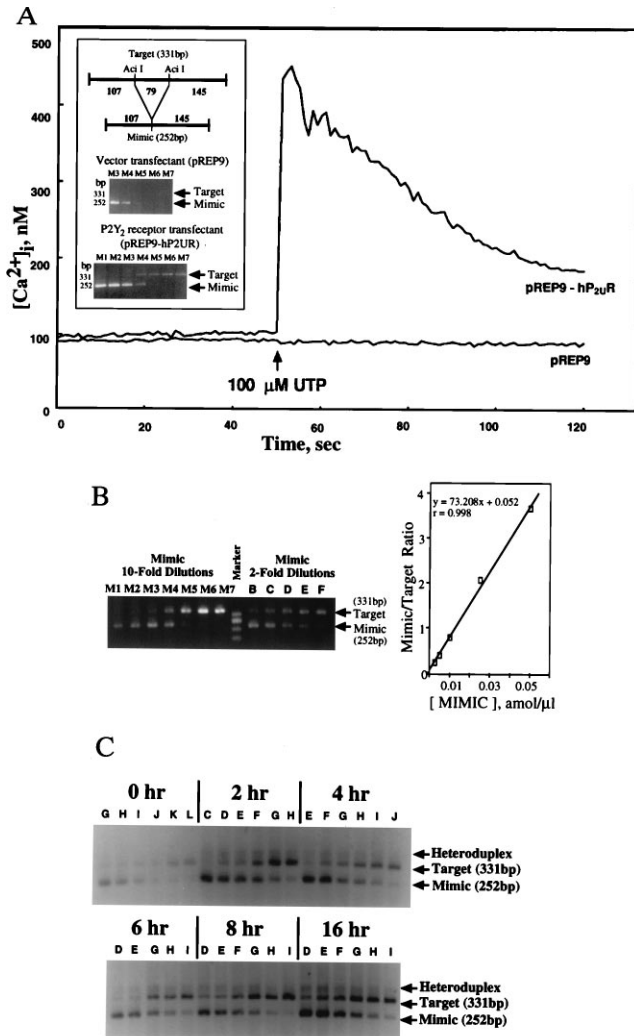 A
500
400
300
200
100
0
[Ca2+]i, nM
Target (331bp)
Aci I Aci I
107 79 145
107 145
Mimic (252bp)
Vector transfectant (pREP9)
M3 M4 M5 M6 M7
bp
331
252
Target
Mimic
P2Y2 receptor transfectant
(pREP9-hP2UR)
M1 M2 M3 M4 M5 M6 M7
bp
331
252
Target
Mimic
pREP9 - hP2UR
pREP9
100 µM UTP
0 20 40 60 80 100 120
Time, sec
B
Mimic
10-Fold Dilutions
M1 M2 M3 M4 M5 M6 M7
Marker
Mimic
2-Fold Dilutions
B C D E F
(331bp)
Target
Mimic
(252bp)
y = 73.208x + 0.052
r = 0.998
4
3
2
1
0
Mimic/Target Ratio
0.01 0.03 0.05
[ MIMIC ], amol/µl
C
0 hr 2 hr 4 hr
G H I J K L C D E F G H E F G H I J
Heteroduplex
Target (331bp)
Mimic (252bp)
6 hr 8 hr 16 hr
D E G H I D E F G H I D E F G H I
Heteroduplex
Target (331bp)
Mimic (252bp)